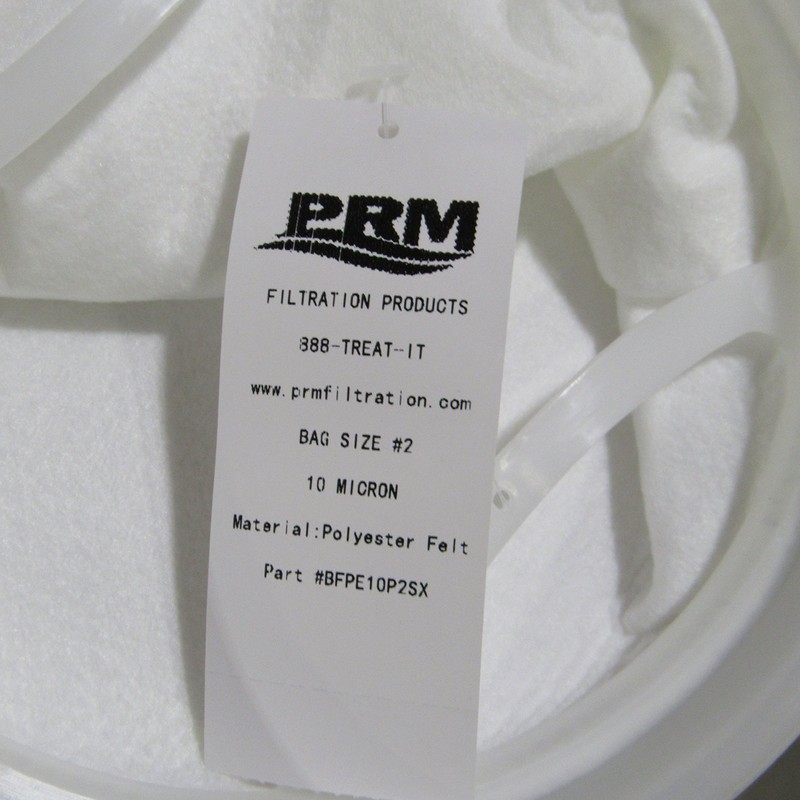 PRM
FILTRATION PRODUCTS
888-TREAT-IT
www.prmfiltration.com
BAG SIZE #2
10 MICRON
Material:Polyester Felt
Part #BFPE10P2SX